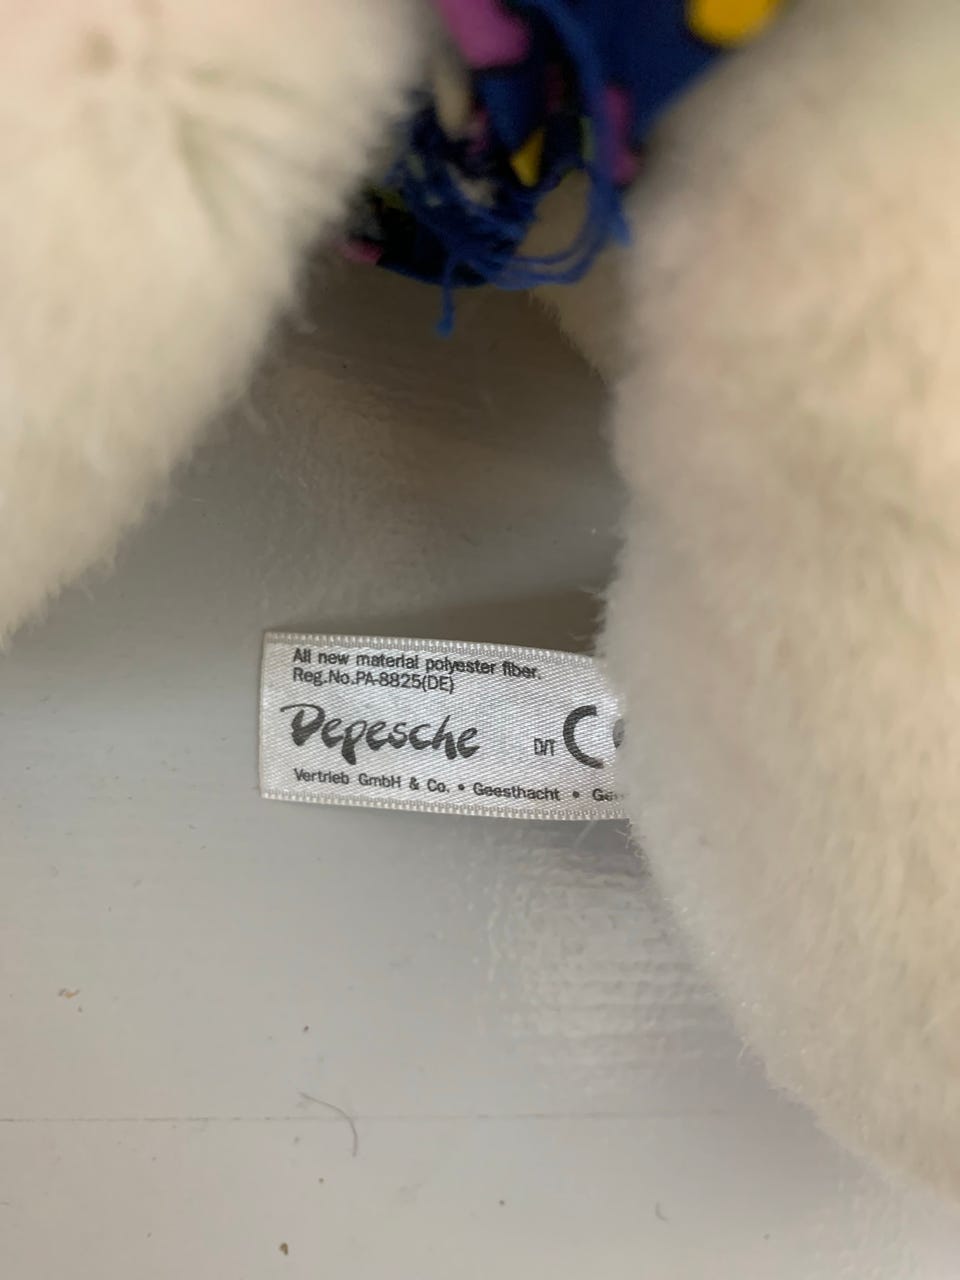 All new material polyester fiber.
Reg.No.PA-8825(DE)
Depesche
D/T C
Vertrieb GmbH & Co. • Geesthacht •